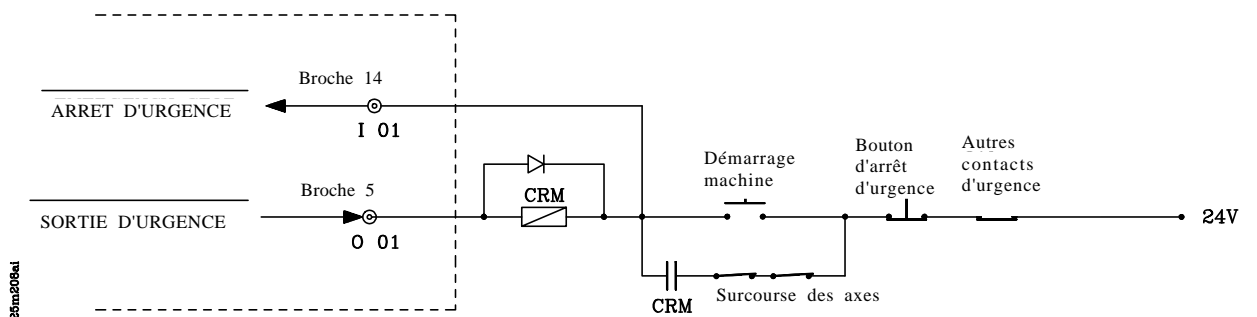 Broche 14
ARRET D'URGENCE
I 01
Broche 5
SORTIE D'URGENCE
O 01
CRM
Démarrage
machine
Bouton
d'arrêt
d'urgence
Autres
contacts
d'urgence
24V
CRM
Surcourse des axes